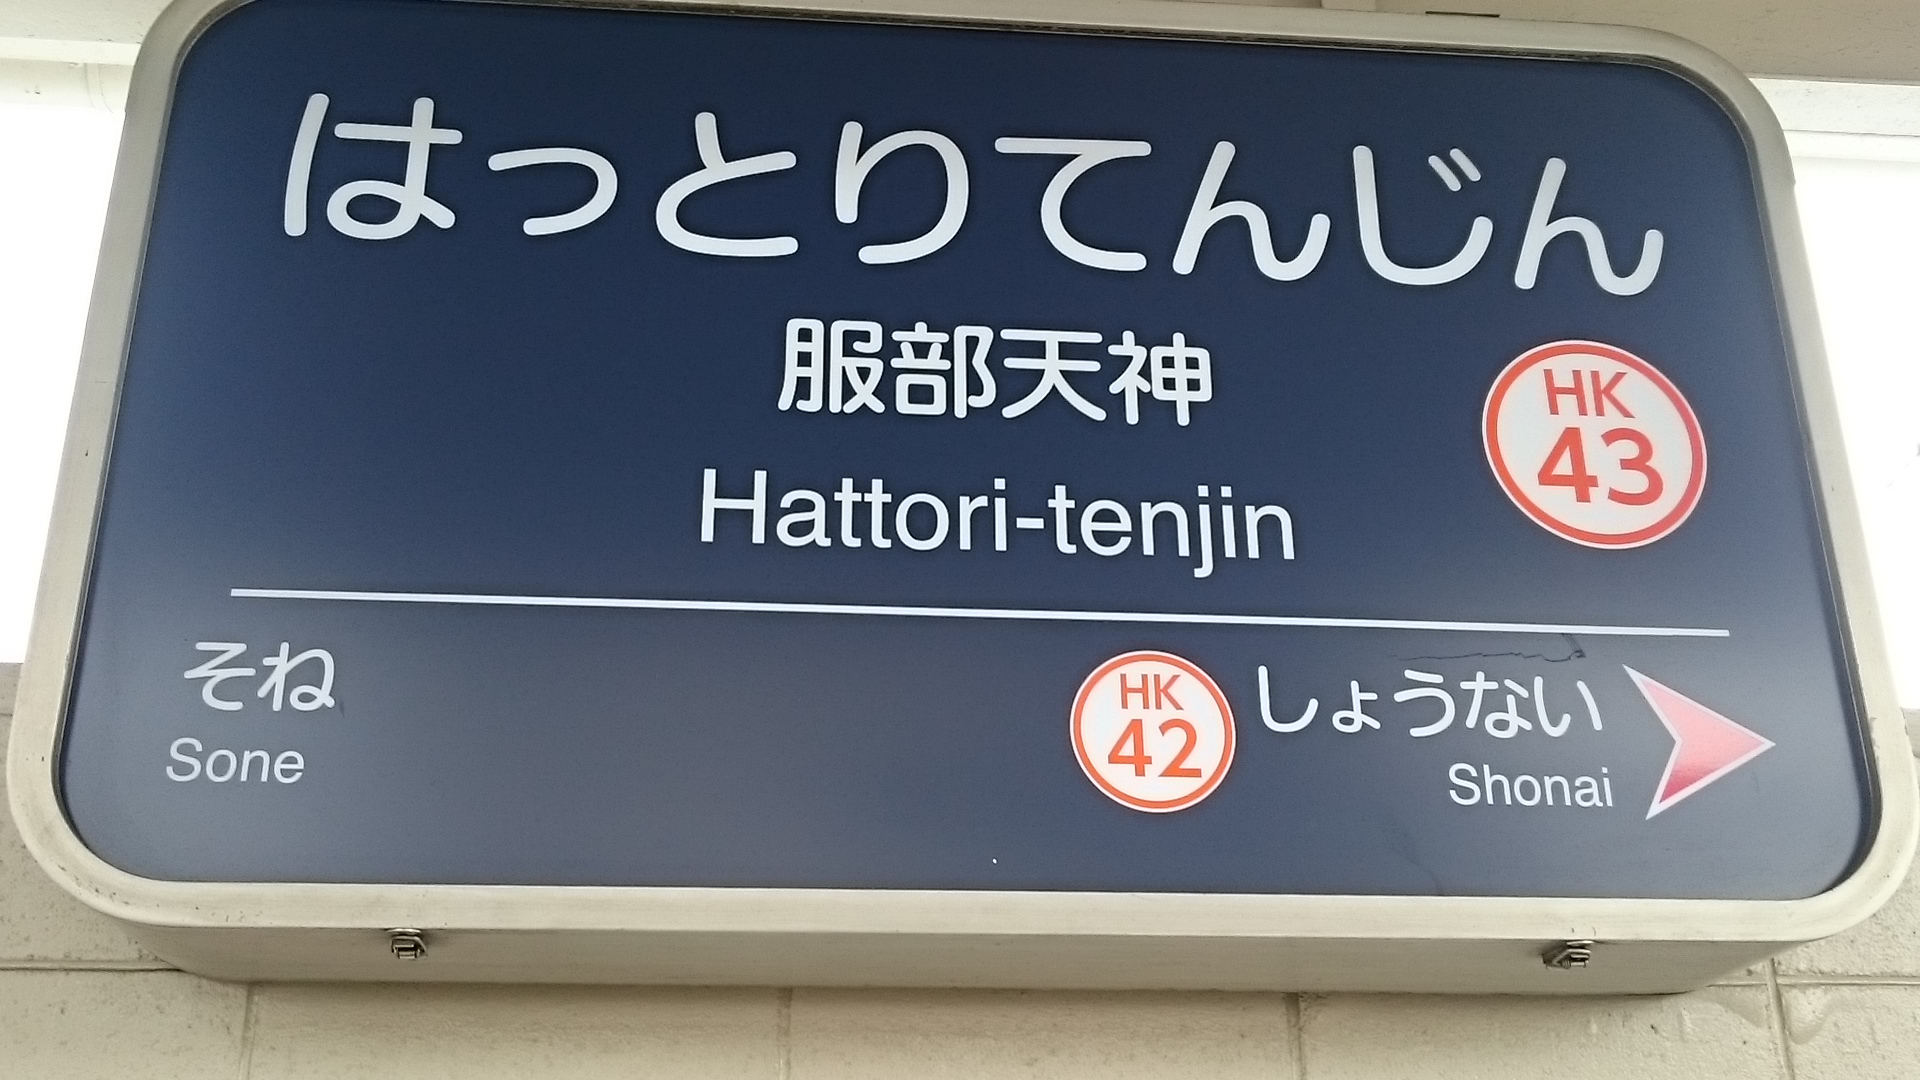 はっとりてんじん
服部天神
HK
43
Hattori-tenjin
そね
Sone
HK
42
しょうない
Shonai